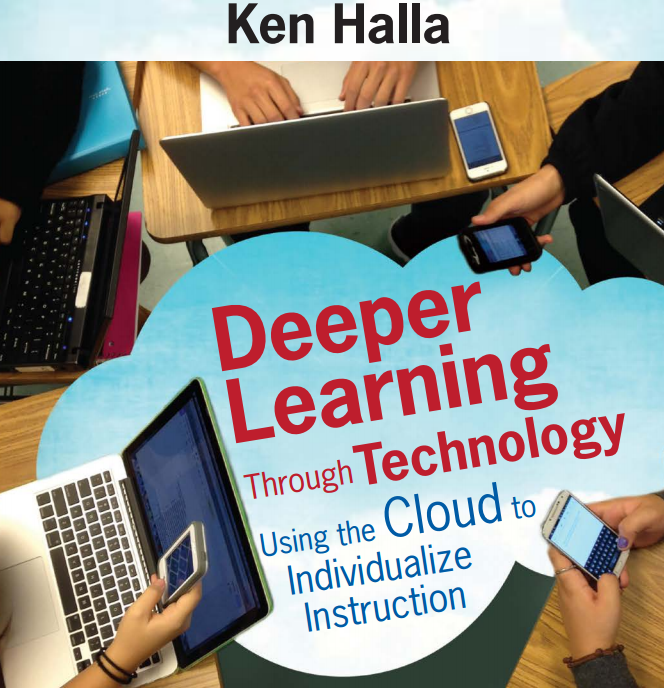 Ken Halla
Deeper
Learning
Through Technology
Using the Cloud to
Individualize
Instruction